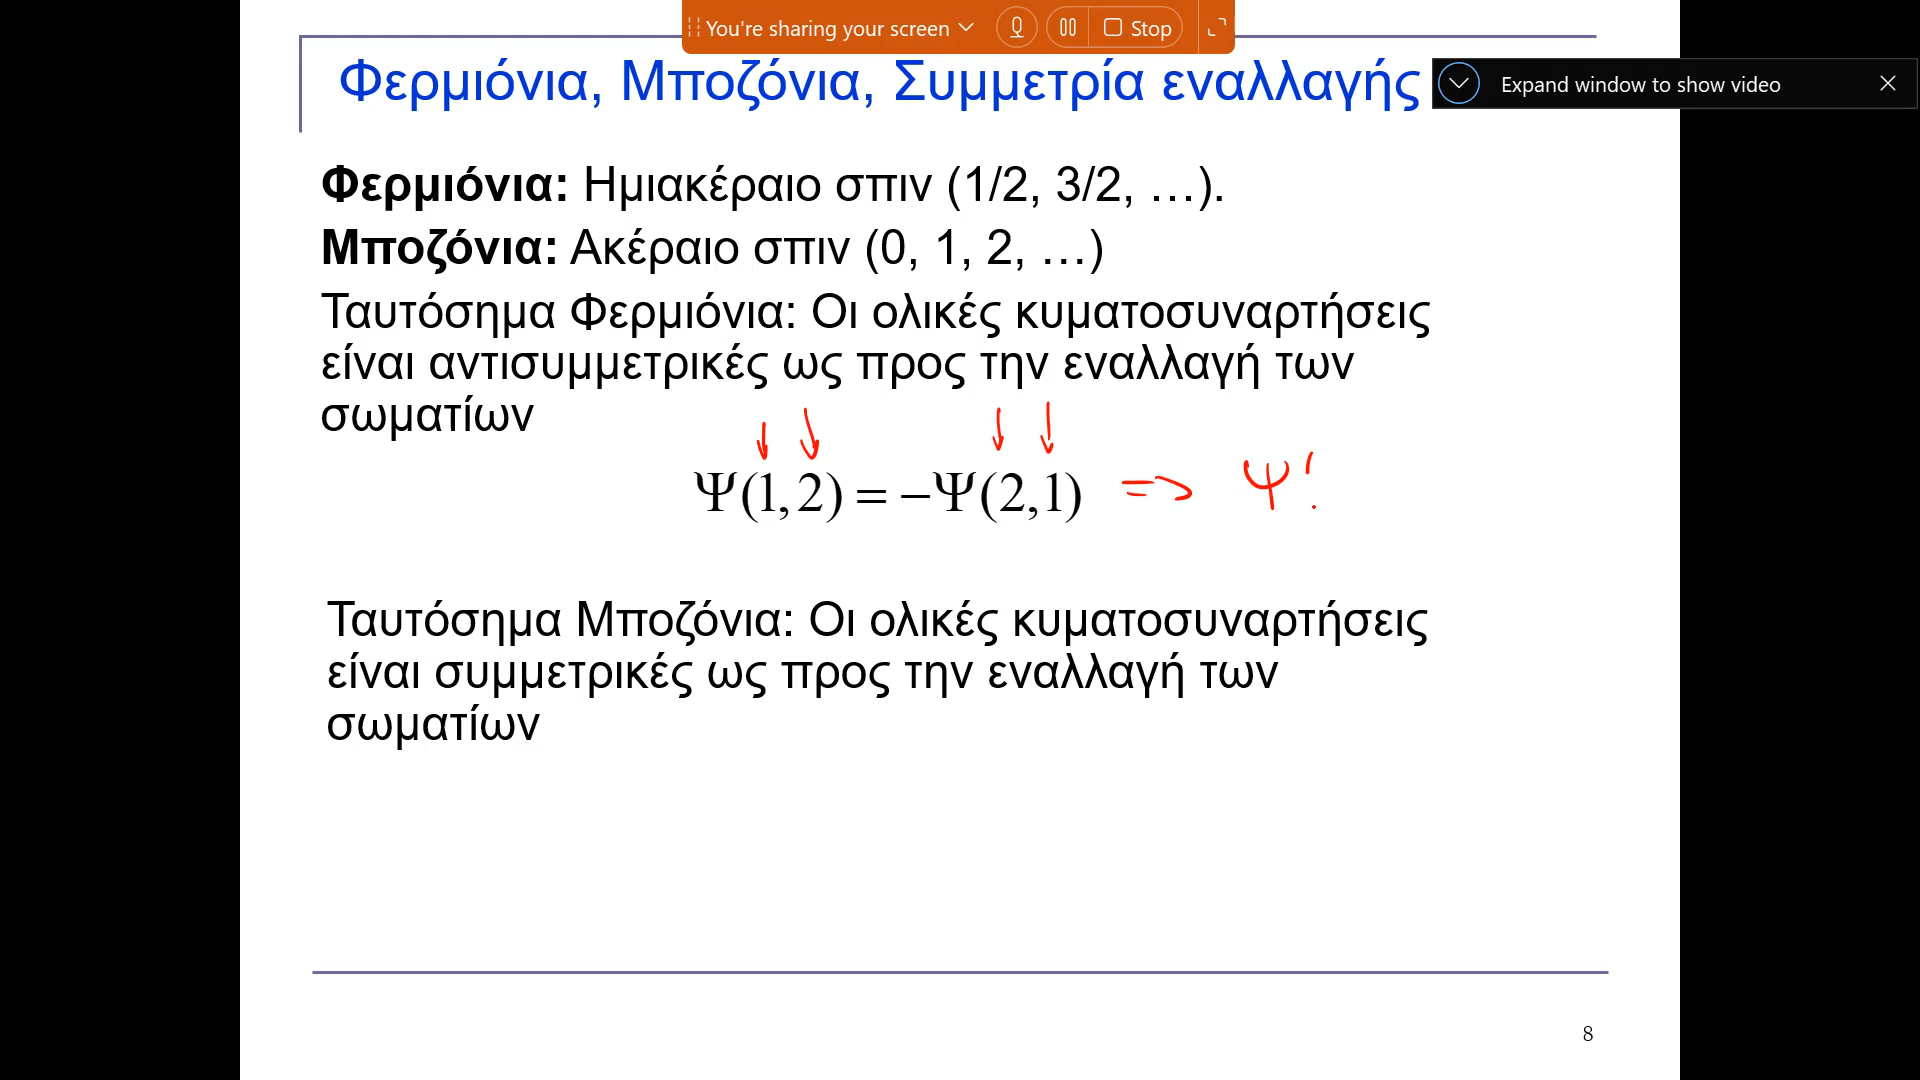 You're sharing your screen
Stop
Φερμιόνια, Μποζόνια, Συμμετρία εναλλαγής
Expand window to show video
Φερμιόνια: Ημιακέραιο σπιν (1/2, 3/2, …).
Μποζόνια: Ακέραιο σπιν (0, 1, 2, …)
Ταυτόσημα Φερμιόνια: Οι ολικές κυματοσυναρτήσεις
είναι αντισυμμετρικές ως προς την εναλλαγή των
σωματίων
Ψ(1,2) = −Ψ(2,1) => Ψ
Ταυτόσημα Μποζόνια: Οι ολικές κυματοσυναρτήσεις
είναι συμμετρικές ως προς την εναλλαγή των
σωματίων
8